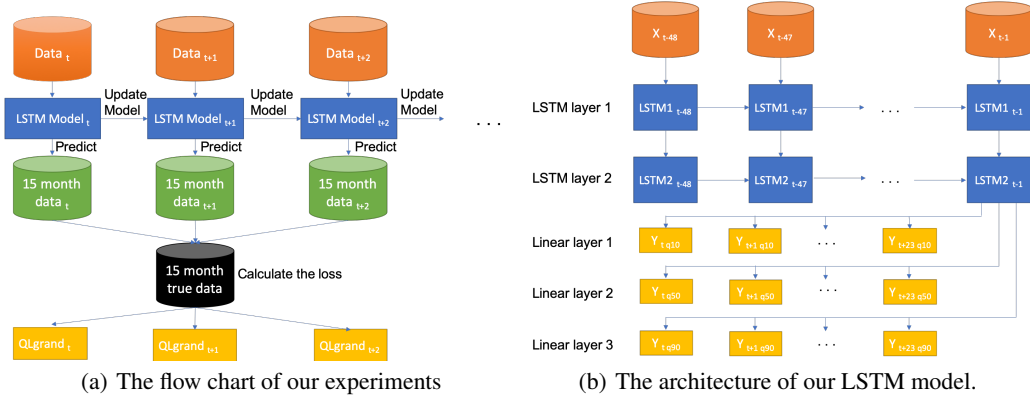 Data t
Data t+1
Data t+2
Update
Model
Update
Model
Update
Model
LSTM Model t
LSTM Model t+1
LSTM Model t+2
. . .
Predict
Predict
Predict
15 month
data t
15 month
data t+1
15 month
data t+2
15 month
true data
Calculate the loss
QLgrand t
QLgrand t+1
QLgrand t+2
(a) The flow chart of our experiments
X t-48
X t-47
X t-1
LSTM layer 1
LSTM1 t-48
LSTM1 t-47
. . .
LSTM1 t-1
LSTM layer 2
LSTM2 t-48
LSTM2 t-47
. . .
LSTM2 t-1
Linear layer 1
Y t q10
Y t+1 q10
. . .
Y t+23 q10
Linear layer 2
Y t q50
Y t+1 q50
. . .
Y t+23 q50
Linear layer 3
Y t q90
Y t+1 q90
. . .
Y t+23 q90
(b) The architecture of our LSTM model.